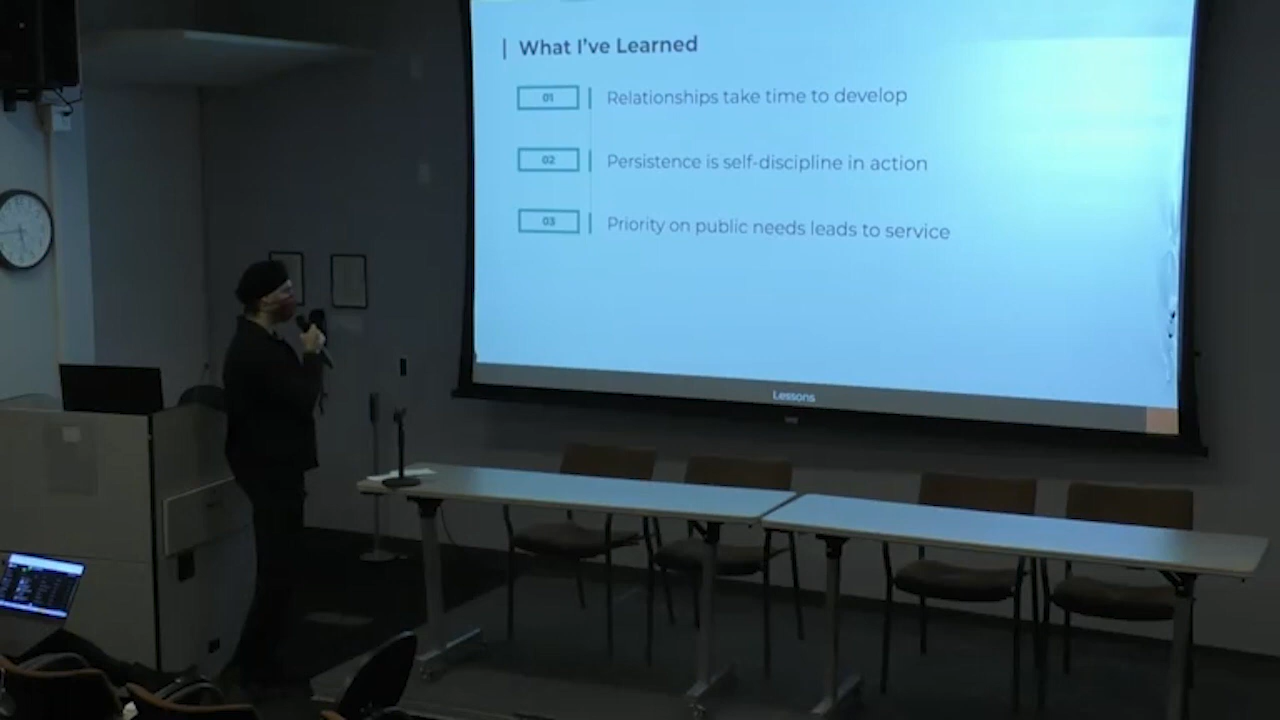 What I've Learned
01 Relationships take time to develop
02 Persistence is self-discipline in action
03 Priority on public needs leads to service
Lessons